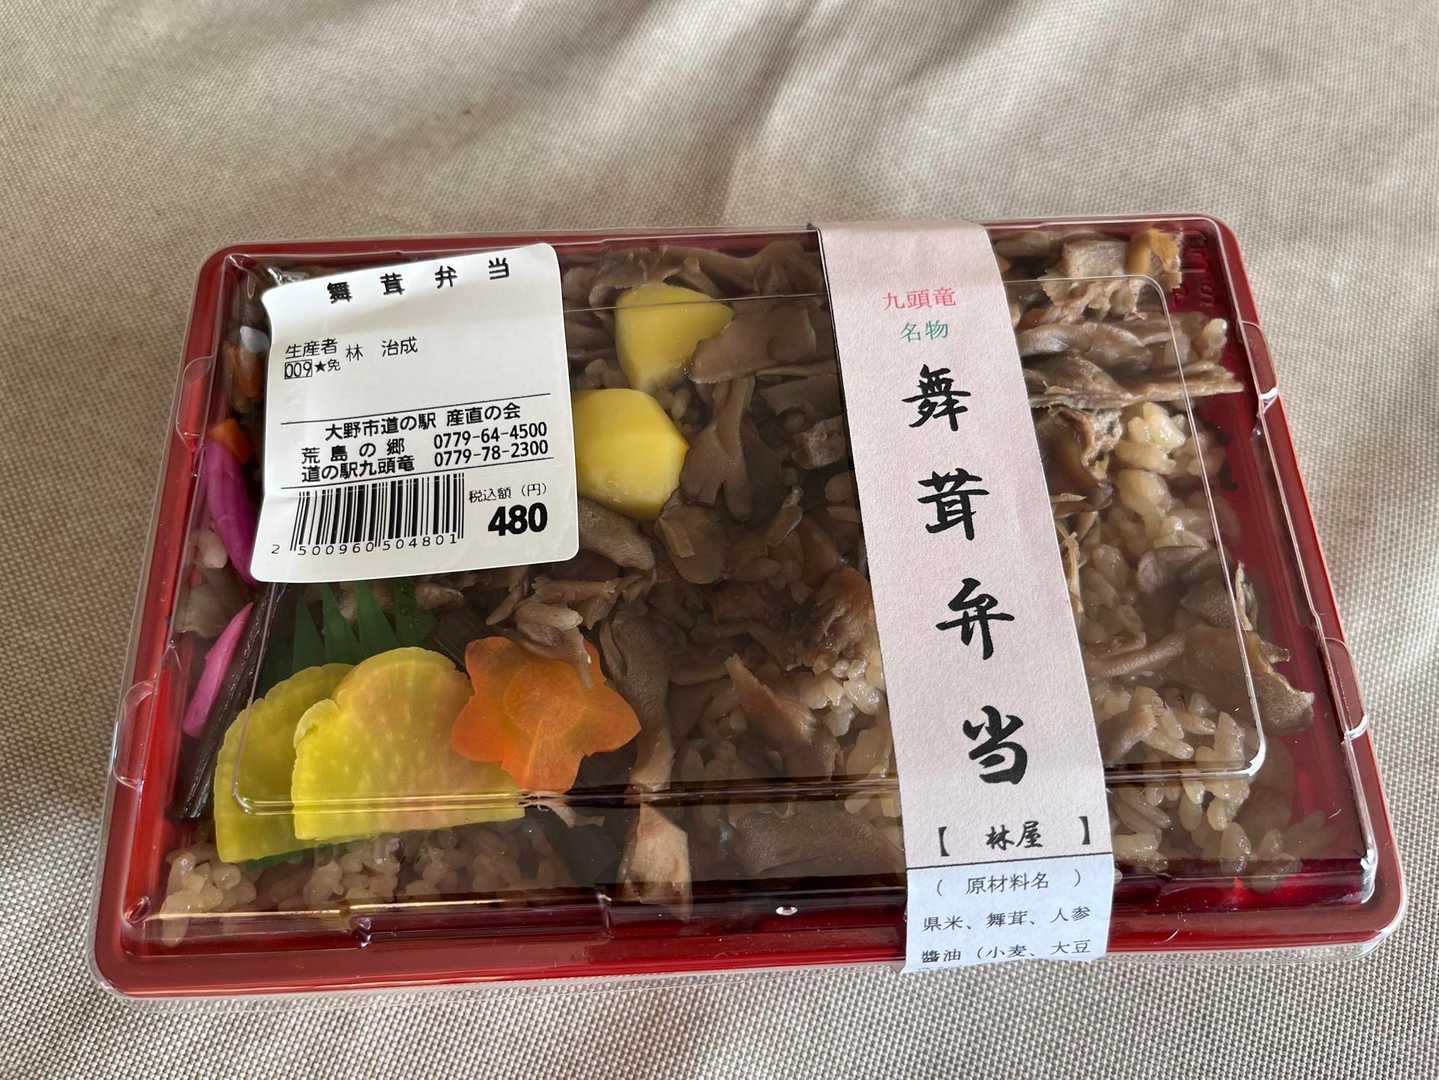 舞茸弁当
生産者 林 治成
009★免
大野市道の駅 産直の会
荒島の郷 0779-64-4500
道の駅九頭竜 0779-78-2300
税込額(円)
480
2 500960 504801
九頭竜
名物
舞茸弁当
【 林屋 】
( 原材料名 )
県米、舞茸、人参
醬油(小麦、大豆